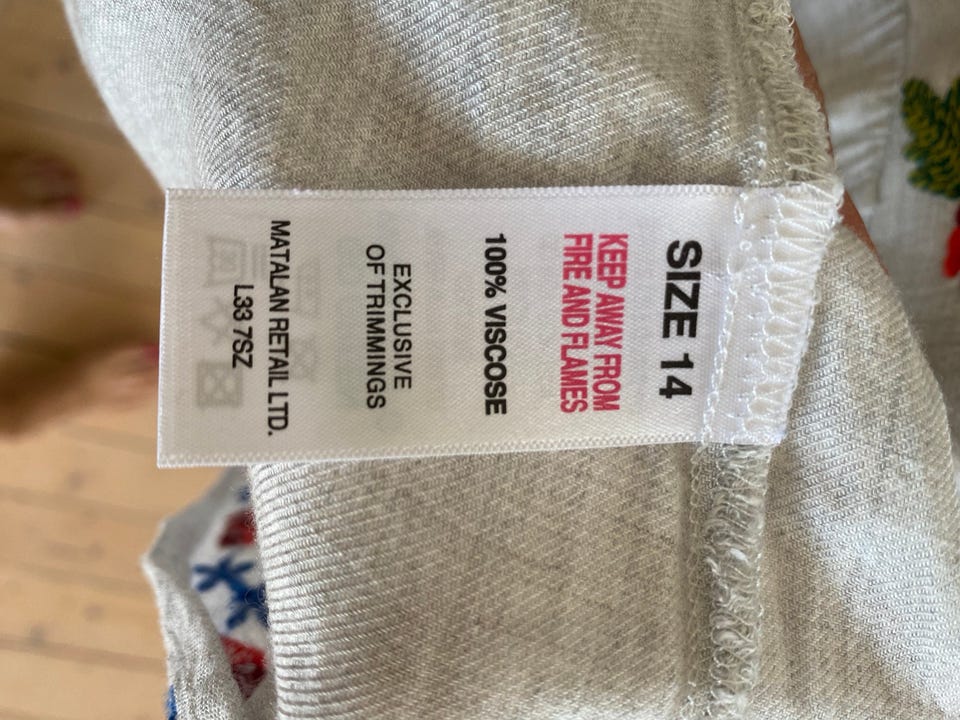 SIZE 14
KEEP AWAY FROM
FIRE AND FLAMES
100% VISCOSE
EXCLUSIVE
OF TRIMMINGS
MATALAN RETAIL LTD.
L33 7SZ